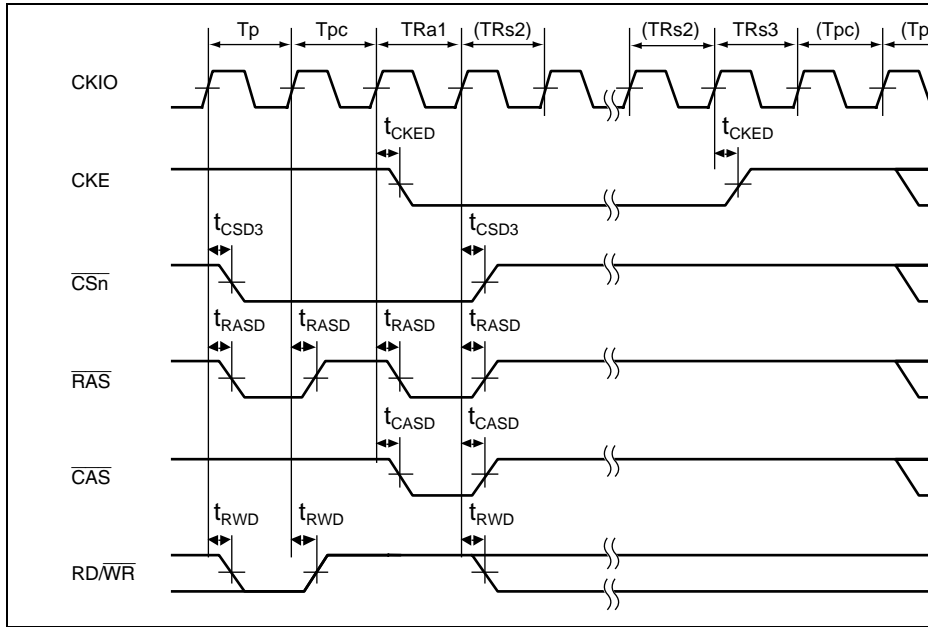 Tp Tpc TRa1 (TRs2) (TRs2) TRs3 (Tpc) (Tp
CKIO
tCKED tCKED
CKE
tCSD3 tCSD3
CSn
tRASD tRASD tRASD tRASD
RAS
tCASD tCASD
CAS
tRWD tRWD tRWD
RD/WR